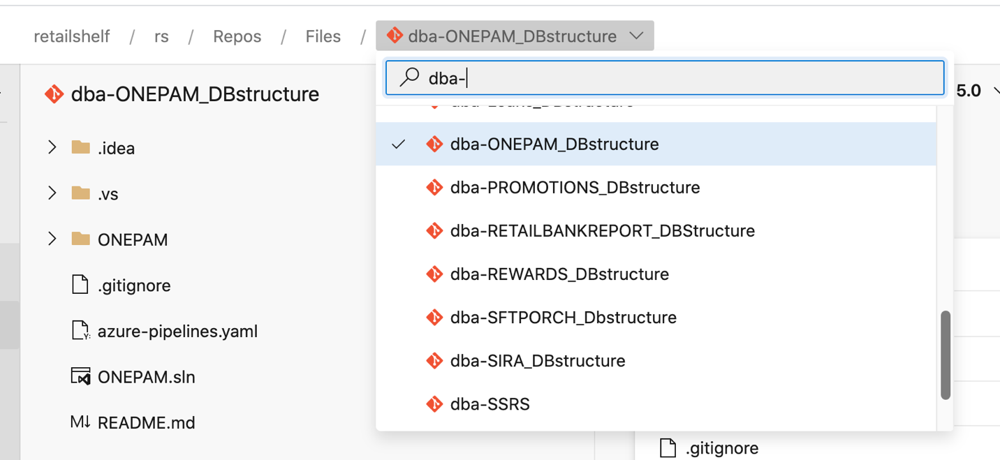 retailshelf / rs / Repos / Files / dba-ONEPAM_DBstructure
dba-
5.0
dba-ONEPAM_DBstructure
.idea
.vs
ONEPAM
.gitignore
azure-pipelines.yaml
ONEPAM.sln
README.md
dba-ONEPAM_DBstructure
dba-PROMOTIONS_DBstructure
dba-RETAILBANKREPORT_DBStructure
dba-REWARDS_DBstructure
dba-SFTPORCH_Dbstructure
dba-SIRA_DBstructure
dba-SSRS
.gitignore